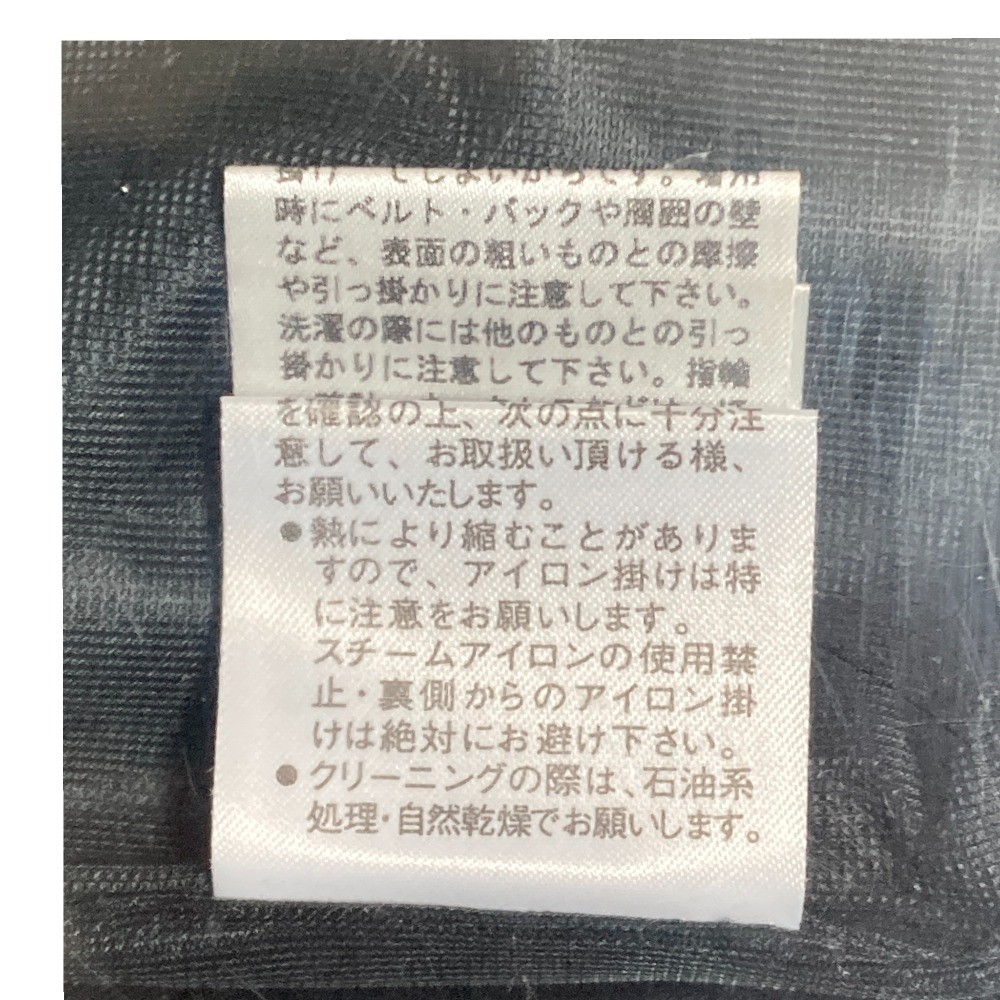 時にベルト・バックや周囲の壁
など、表面の粗いものとの摩擦
や引っ掛かりに注意して下さい。
洗濯の際には他のものとの引っ
掛かりに注意して下さい。指輪
を確認の上、次の点に十分注
意して、お取扱い頂ける様、
お願いいたします。
●熱により縮むことがありま
すので、アイロン掛けは特
に注意をお願いします。
スチームアイロンの使用禁
止・裏側からのアイロン掛
けは絶対にお避け下さい。
●クリーニングの際は、石油系
処理・自然乾燥でお願いします。